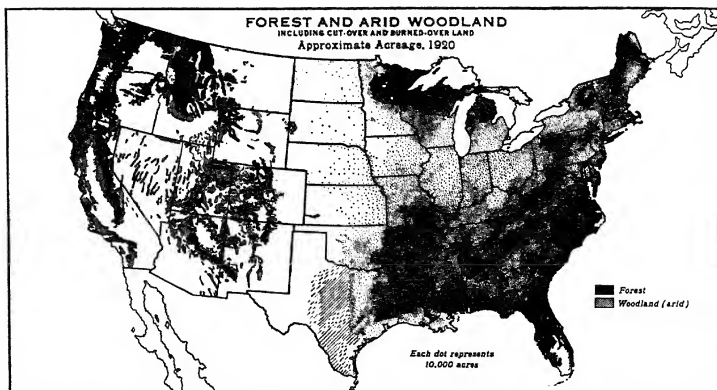 FOREST AND ARID WOODLAND
INCLUDING CUT-OVER AND BURNED-OVER LAND
Approximate Acreage, 1920
Forest
Woodland (arid)
Each dot represents
10,000 acres